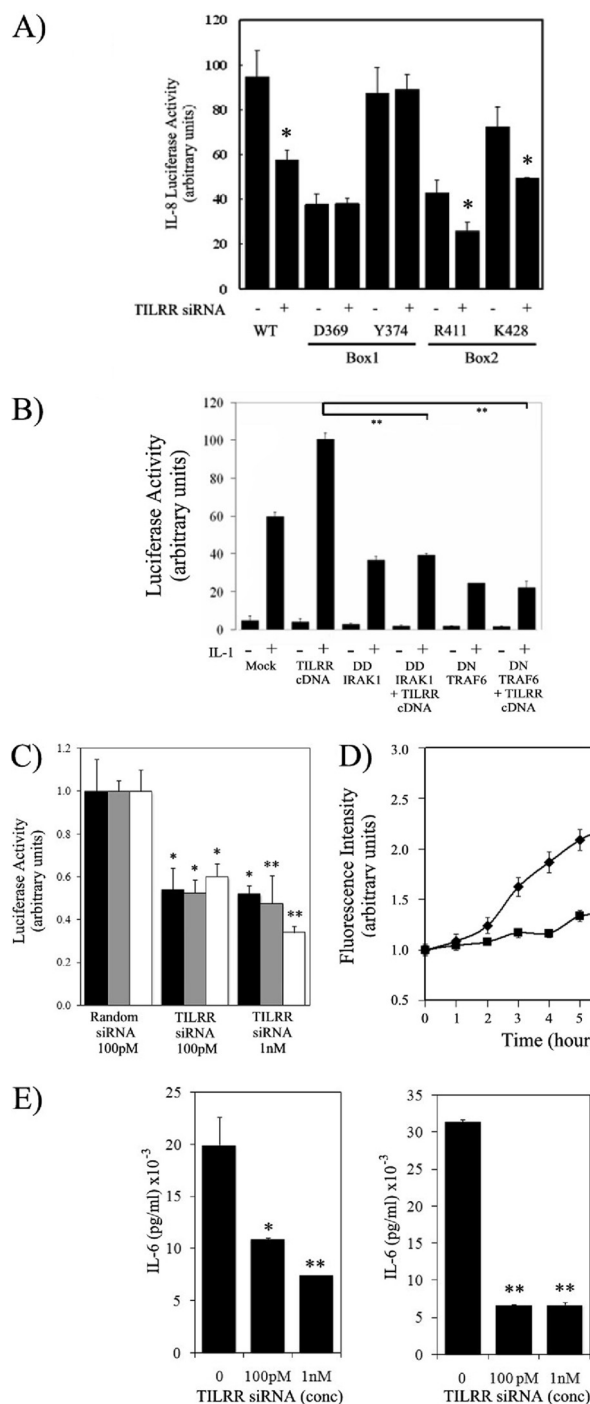 A)
IL-8 Luciferase Activity
(arbitrary units)
120
100
80
60
40
20
0
*
*
*
TILRR siRNA
- + - + - + - + - +
WT D369 Y374 R411 K428
Box1 Box2
B)
Luciferase Activity
(arbitrary units)
120
100
80
60
40
20
0
** **
IL-1
- + - + - + - + - + - +
Mock TILRR DD DD DN DN
cDNA IRAK1 IRAK1 TRAF6 TRAF6
+ TILRR + TILRR
cDNA cDNA
C)
Luciferase Activity
(arbitrary units)
1.2
1.0
0.8
0.6
0.4
0.2
0.0
* * * * ** **
Random TILRR TILRR
siRNA siRNA siRNA
100pM 100pM 1nM
D)
Fluorescence Intensity
(arbitrary units)
3.0
2.5
2.0
1.5
1.0
0.5
0 1 2 3 4 5
Time (hour
E)
IL-6 (pg/ml) x10-3
25
20
15
10
5
0
*
**
0 100pM 1nM
TILRR siRNA (conc)
IL-6 (pg/ml) x10-3
35
30
25
20
15
10
5
0
** **
0 100 pM 1nM
TILRR siRNA (conc)